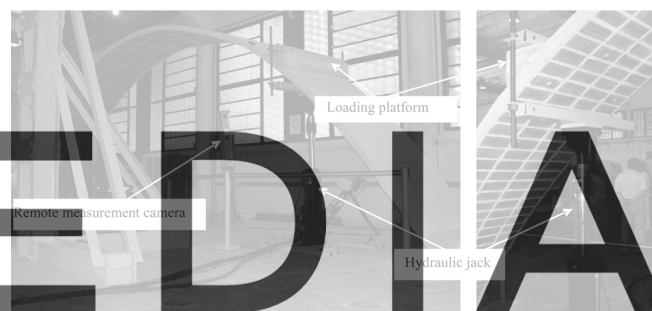 Loading platform
EDIA
Remote measurement camera
Hydraulic jack